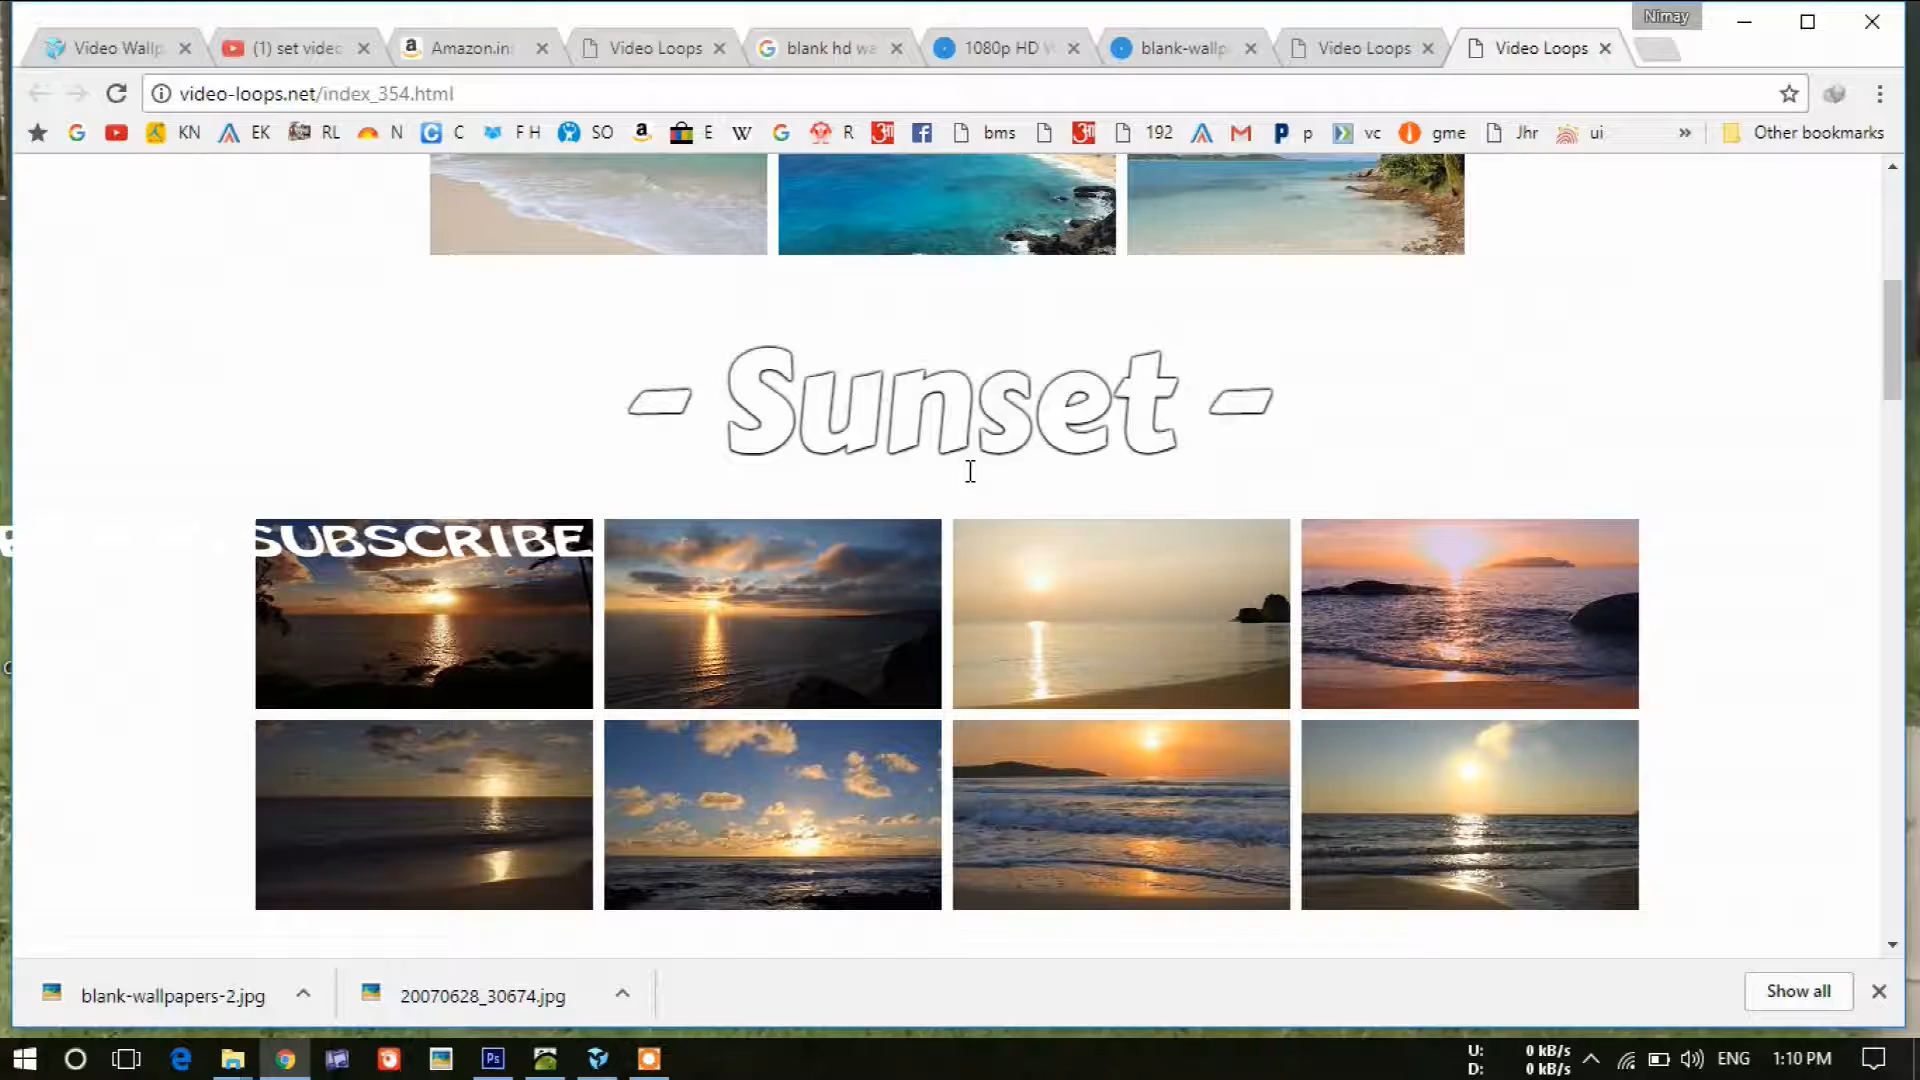 Nimay
Video Wallp
(1) set videc
Amazon.in:
Video Loops
blank hd wa
1080p HD W
blank-wallp
Video Loops
Video Loops
video-loops.net/index_354.html
KN
EK
RL
N
C
F H
SO
E
R
bms
192
p
vc
gme
Jhr
ui
»
Other bookmarks
- Sunset -
SUBSCRIBE
blank-wallpapers-2.jpg
20070628_30674.jpg
Show all
U: 0 kB/s
D: 0 kB/s
ENG
1:10 PM